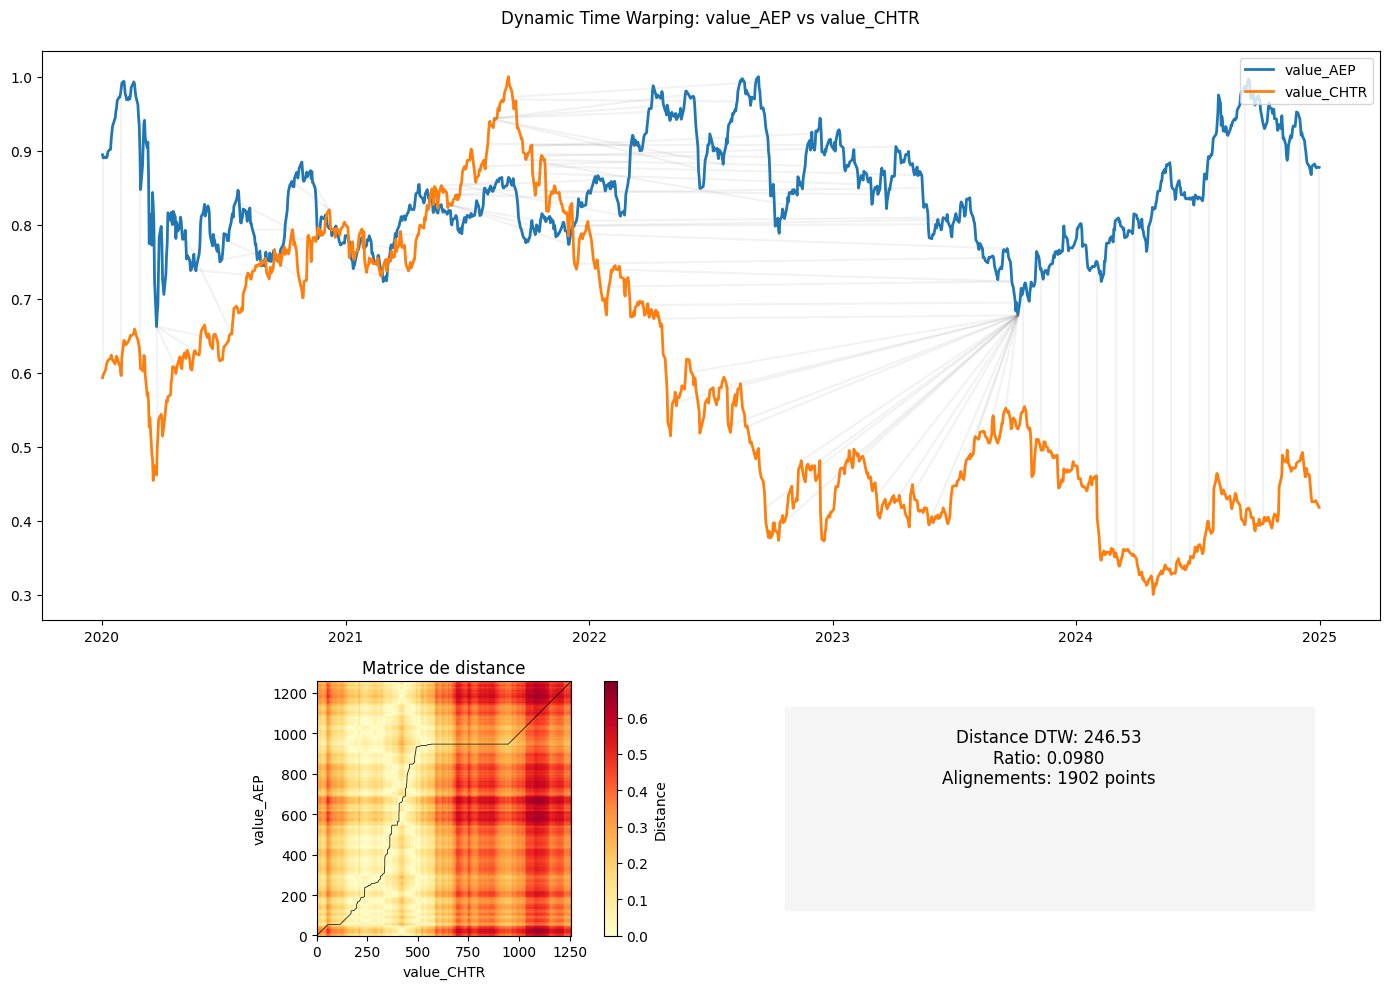 Dynamic Time Warping: value_AEP vs value_CHTR
value_AEP
value_CHTR
1.0
0.9
0.8
0.7
0.6
0.5
0.4
0.3
2020 2021 2022 2023 2024 2025
Matrice de distance
value_AEP
1200
1000
800
600
400
200
0
0 250 500 750 1000 1250
value_CHTR
0.6
0.5
0.4
0.3
0.2
0.1
0.0
Distance
Distance DTW: 246.53
Ratio: 0.0980
Alignements: 1902 points